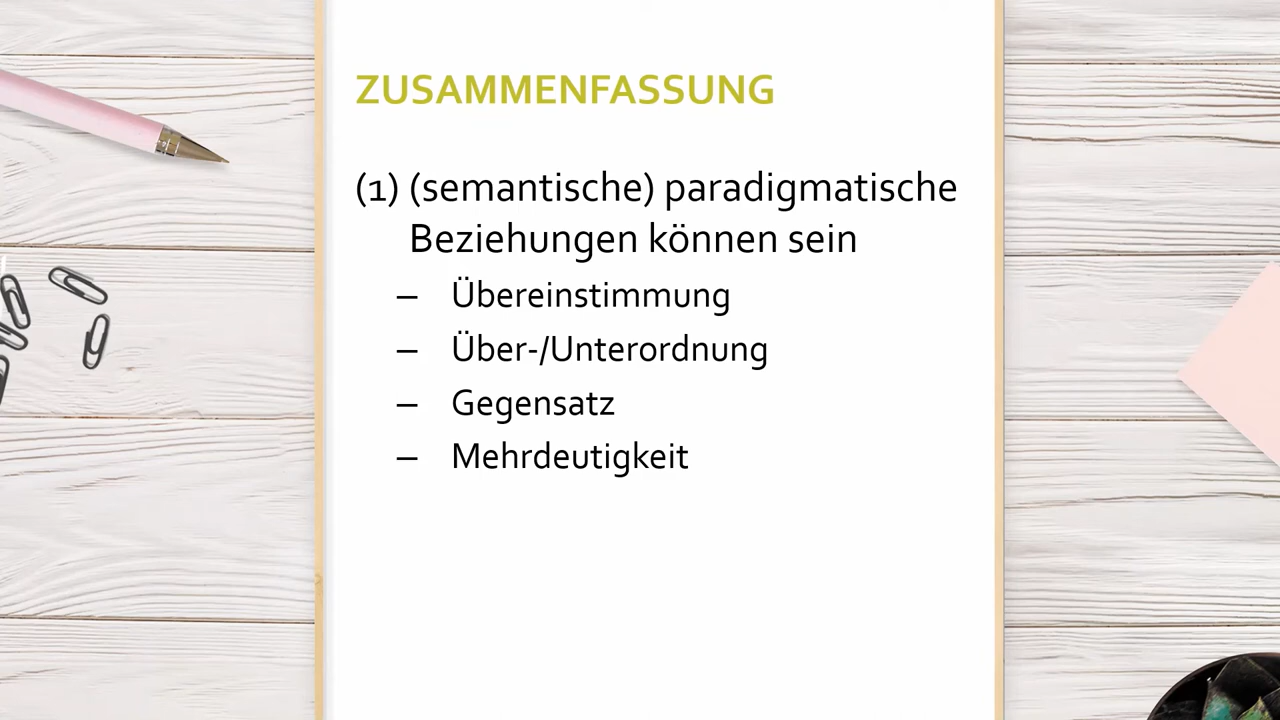 ZUSAMMENFASSUNG
(1) (semantische) paradigmatische
Beziehungen können sein
– Übereinstimmung
– Über-/Unterordnung
– Gegensatz
– Mehrdeutigkeit